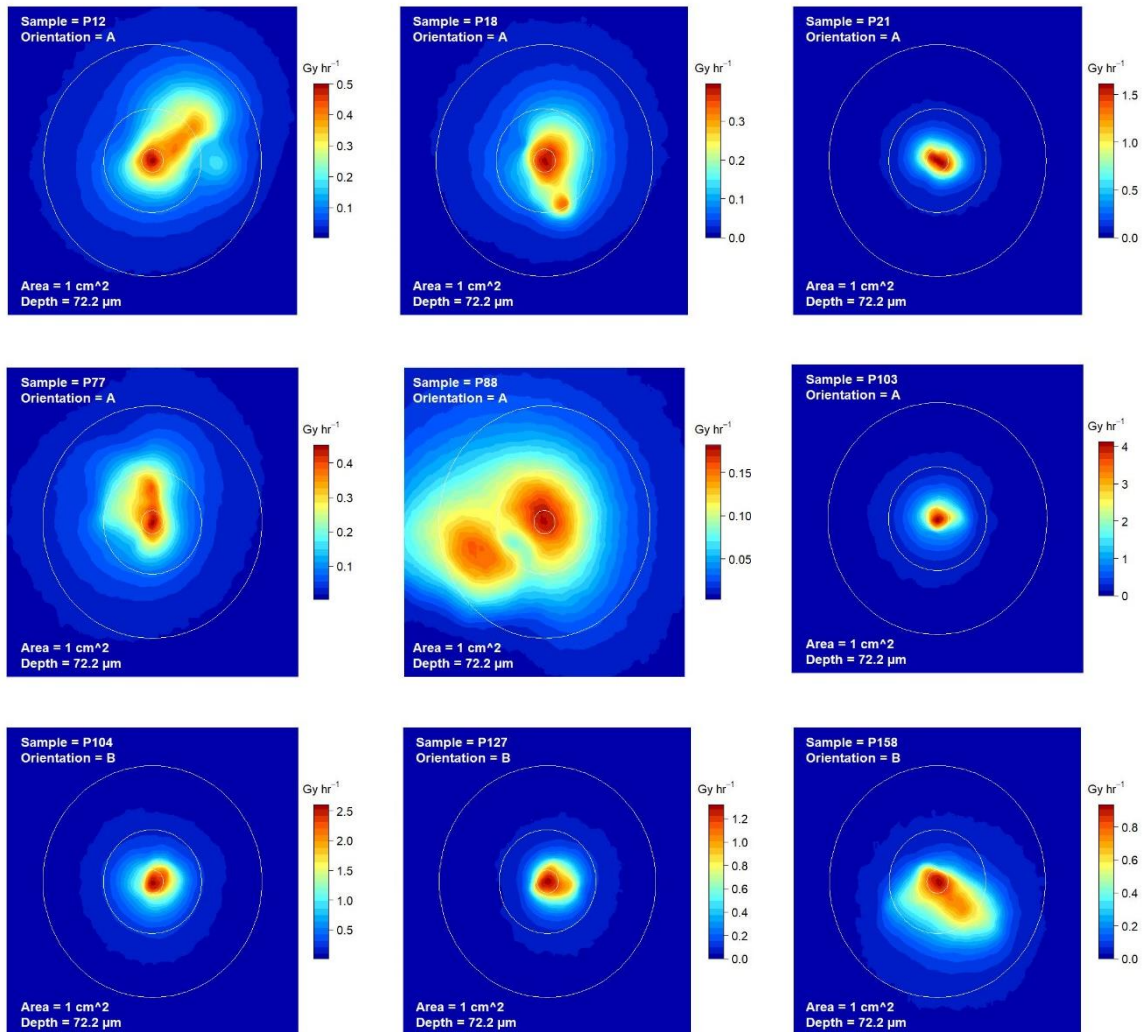 Sample = P12
Orientation = A
Gy hr⁻¹
0.5
0.4
0.3
0.2
0.1
Area = 1 cm^2
Depth = 72.2 µm
Sample = P18
Orientation = A
Gy hr⁻¹
0.3
0.2
0.1
0.0
Area = 1 cm^2
Depth = 72.2 µm
Sample = P21
Orientation = A
Gy hr⁻¹
1.5
1.0
0.5
0.0
Area = 1 cm^2
Depth = 72.2 µm
Sample = P77
Orientation = A
Gy hr⁻¹
0.4
0.3
0.2
0.1
Area = 1 cm^2
Depth = 72.2 µm
Sample = P88
Orientation = A
Gy hr⁻¹
0.15
0.10
0.05
Area = 1 cm^2
Depth = 72.2 µm
Sample = P103
Orientation = A
Gy hr⁻¹
4
3
2
1
0
Area = 1 cm^2
Depth = 72.2 µm
Sample = P104
Orientation = B
Gy hr⁻¹
2.5
2.0
1.5
1.0
0.5
Area = 1 cm^2
Depth = 72.2 µm
Sample = P127
Orientation = B
Gy hr⁻¹
1.2
1.0
0.8
0.6
0.4
0.2
0.0
Area = 1 cm^2
Depth = 72.2 µm
Sample = P158
Orientation = B
Gy hr⁻¹
0.8
0.6
0.4
0.2
0.0
Area = 1 cm^2
Depth = 72.2 µm